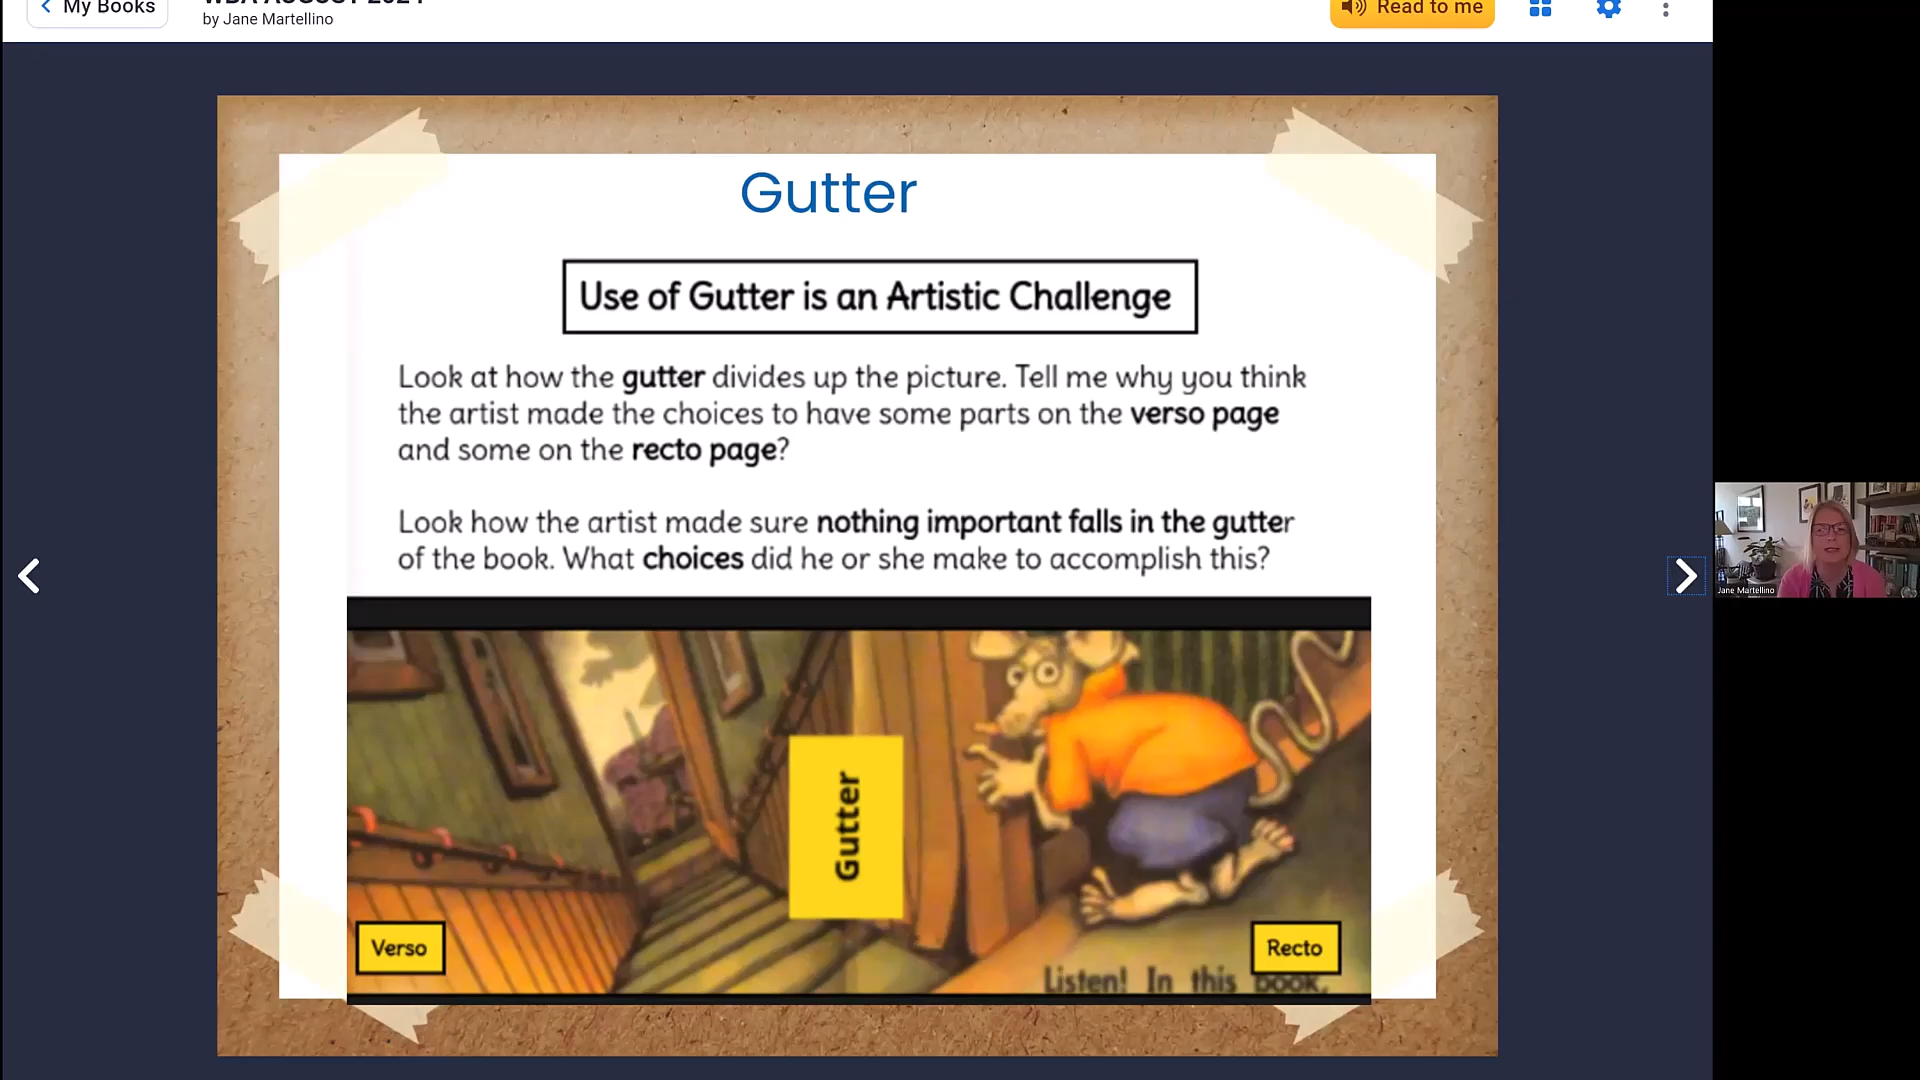 My Books
WBA AUGUST 2024
by Jane Martellino
Read to me
Gutter
Use of Gutter is an Artistic Challenge
Look at how the gutter divides up the picture. Tell me why you think
the artist made the choices to have some parts on the verso page
and some on the recto page?
Look how the artist made sure nothing important falls in the gutter
of the book. What choices did he or she make to accomplish this?
Gutter
Verso
Recto
Listen! In this book,
Jane Martellino